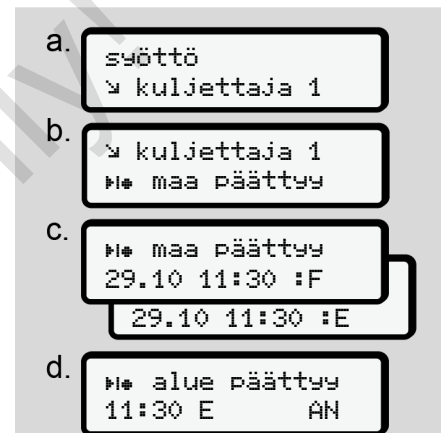 a.
syöttö
↘ kuljettaja 1
b.
↘ kuljettaja 1
maa päättyy
c.
maa päättyy
29.10 11:30 :F
29.10 11:30 :E
d.
alue päättyy
11:30 E AN